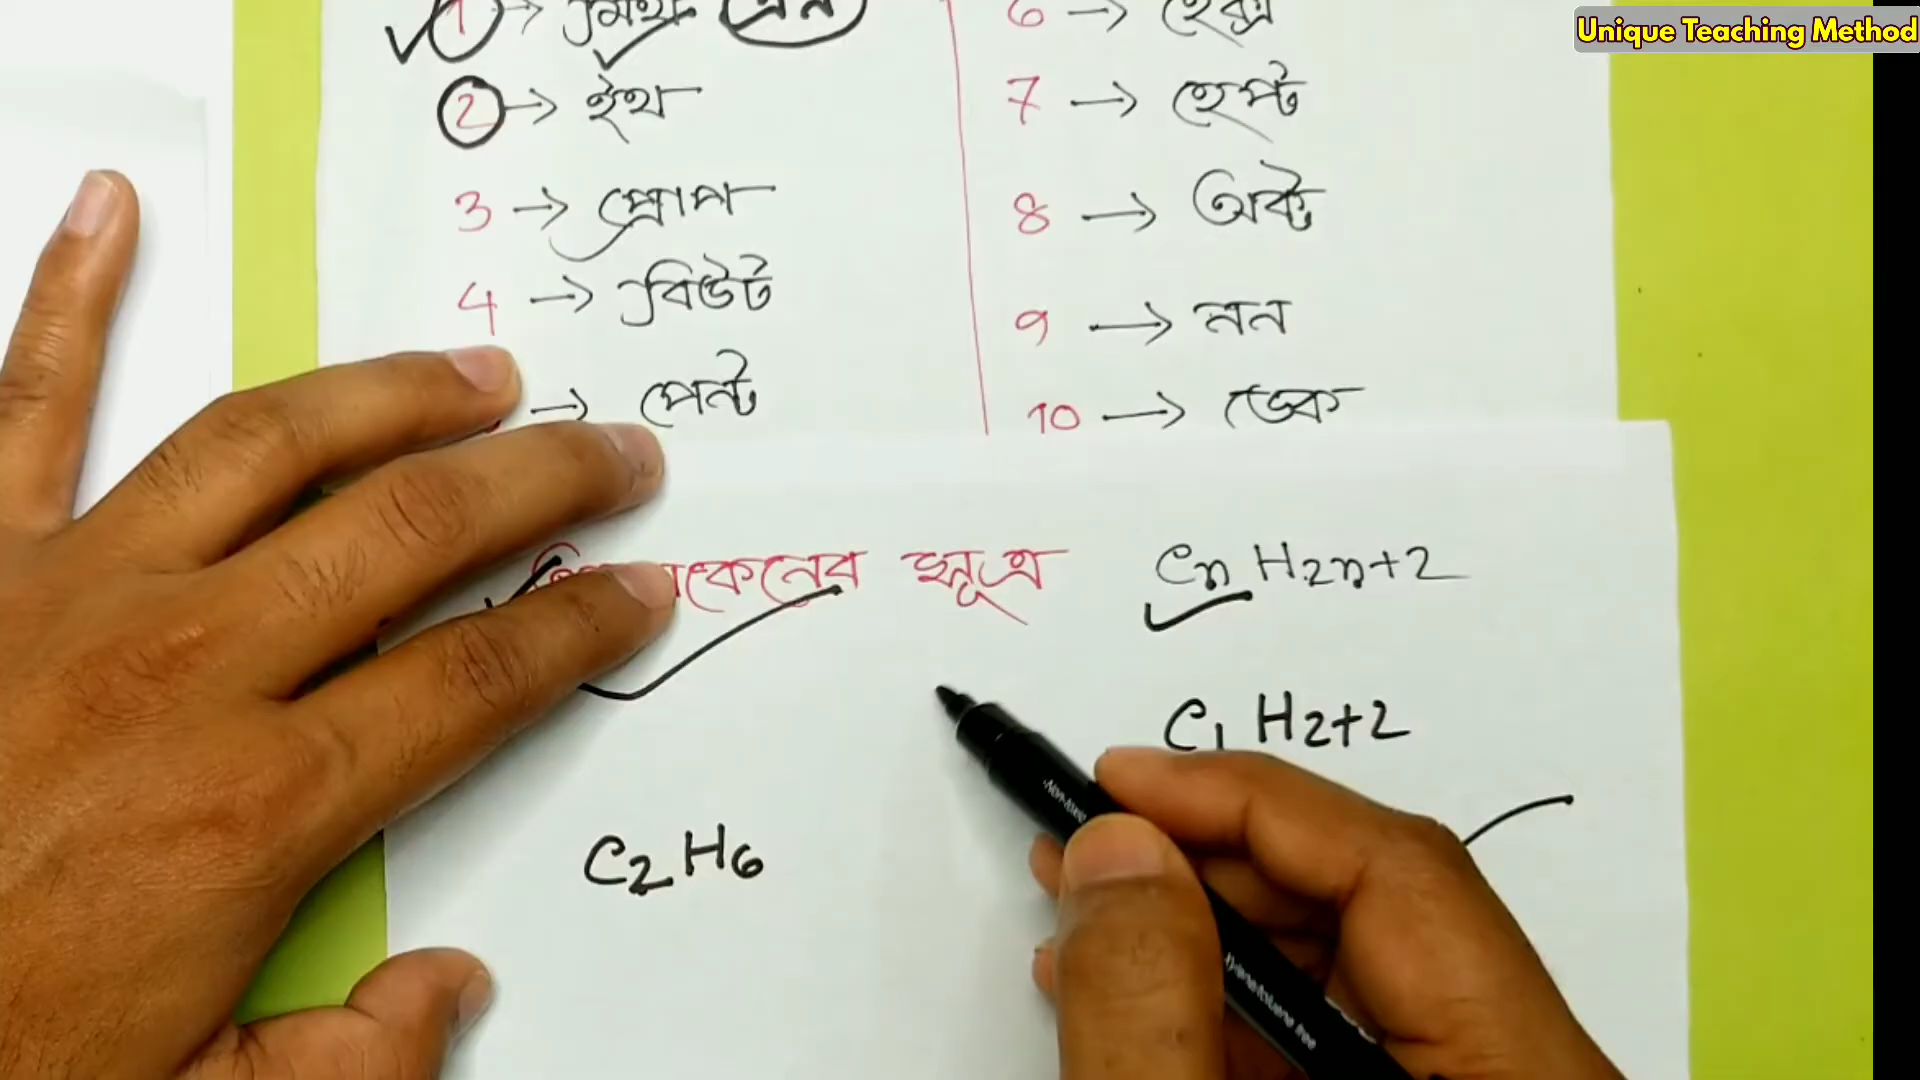 Unique Teaching Method
1 → মিথ এন
2 → ইথ
3 → প্রোপ
4 → বিউট
→ পেন্ট
6 → হেক্স
7 → হেপ্ট
8 → অক্ট
9 → নন
10 → ডেক
সূত্র CnH2n+2
C1H2+2
C2H6